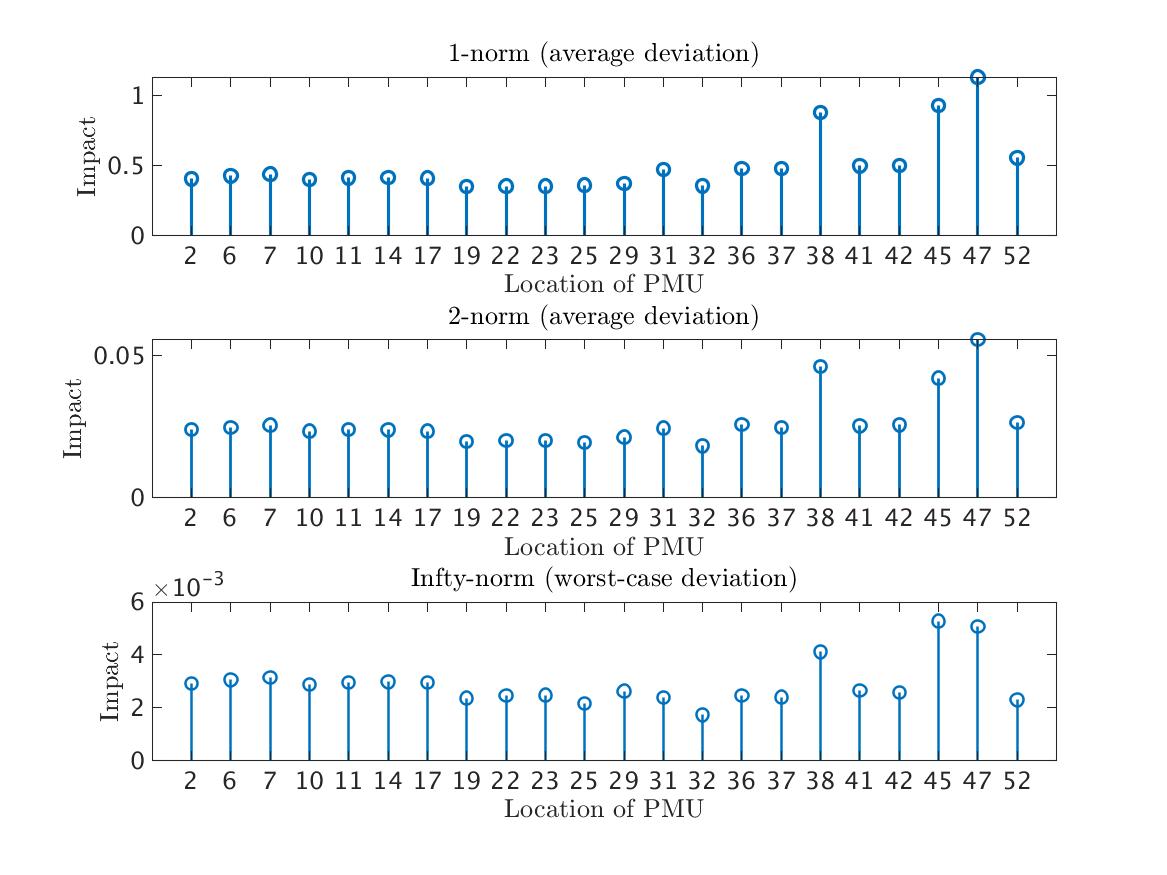 1-norm (average deviation)
1
0.5
0
Impact
2 6 7 10 11 14 17 19 22 23 25 29 31 32 36 37 38 41 42 45 47 52
Location of PMU
2-norm (average deviation)
0.05
0
Impact
2 6 7 10 11 14 17 19 22 23 25 29 31 32 36 37 38 41 42 45 47 52
Location of PMU
Infty-norm (worst-case deviation)
×10⁻³
6
4
2
0
Impact
2 6 7 10 11 14 17 19 22 23 25 29 31 32 36 37 38 41 42 45 47 52
Location of PMU